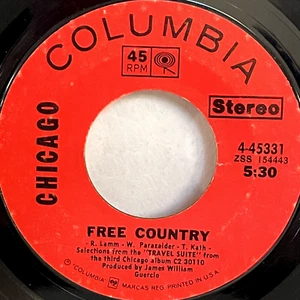 COLUMBIA
45
RPM
Stereo
CHICAGO
4-45331
ZSS 154443
5:30
FREE COUNTRY
- R. Lamm - W. Parazaider - T. Kath -
Selections from the "TRAVEL SUITE" from
the third Chicago album C2 30110
Produced by James William
Guercio
© COLUMBIA MARCAS REG. PRINTED IN U.S.A.